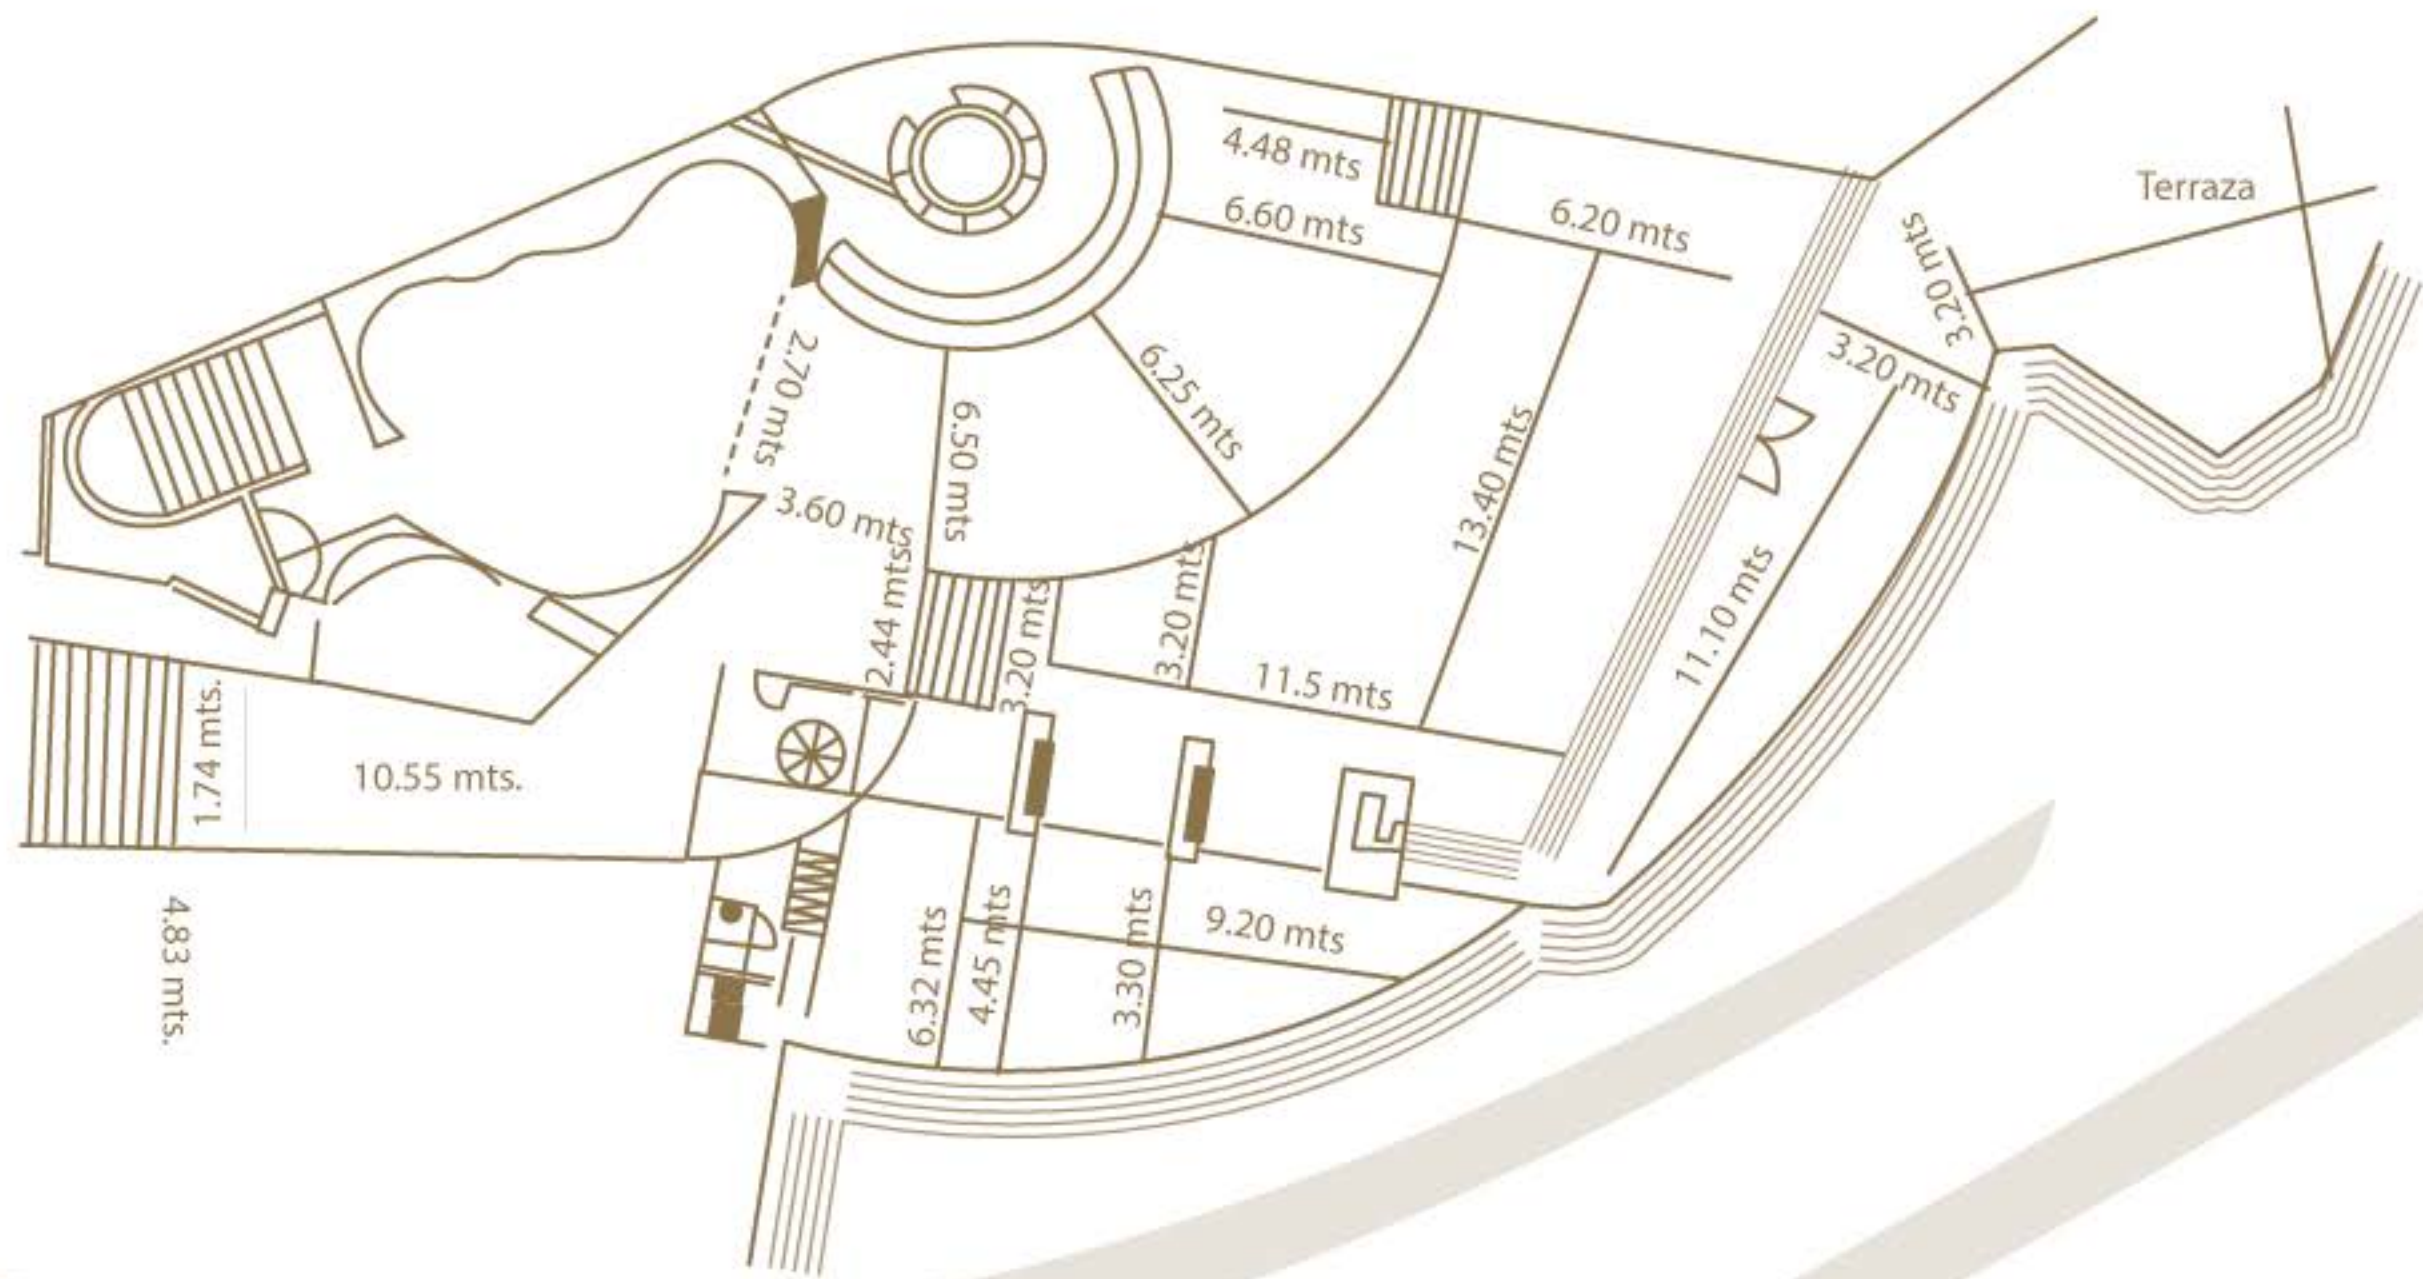 4.48 mts
6.60 mts
6.20 mts
Terraza
3.20 mts
3.20 mts
2.70 mts
6.25 mts
6.50 mts
3.60 mts
13.40 mts
2.44 mts
3.20 mts
3.20 mts
11.10 mts
11.5 mts
1.74 mts.
10.55 mts.
4.83 mts.
6.32 mts
4.45 mts
3.30 mts
9.20 mts